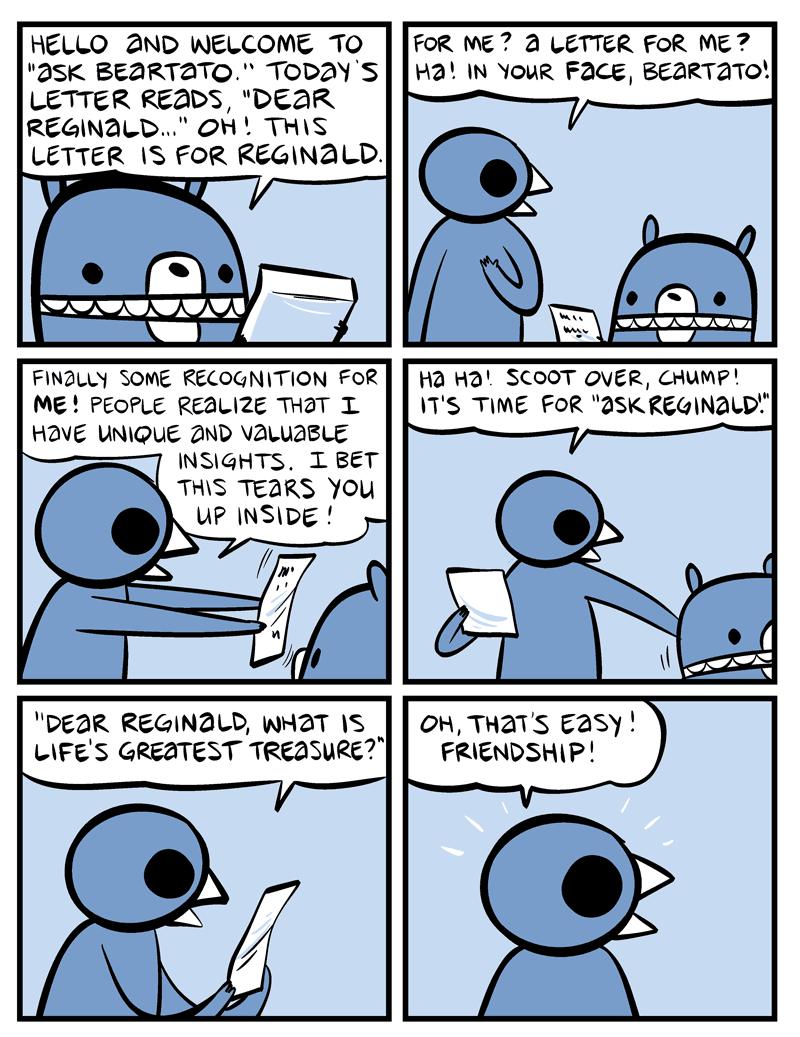 HELLO AND WELCOME TO
"ASK BEARTATO." TODAY'S
LETTER READS, "DEAR
REGINALD..." OH! THIS
LETTER IS FOR REGINALD.
FOR ME? A LETTER FOR ME?
HA! IN YOUR FACE, BEARTATO!
FINALLY SOME RECOGNITION FOR
ME! PEOPLE REALIZE THAT I
HAVE UNIQUE AND VALUABLE
INSIGHTS. I BET
THIS TEARS YOU
UP INSIDE!
HA HA! SCOOT OVER, CHUMP!
IT'S TIME FOR "ASK REGINALD!"
"DEAR REGINALD, WHAT IS
LIFE'S GREATEST TREASURE?"
OH, THAT'S EASY!
FRIENDSHIP!